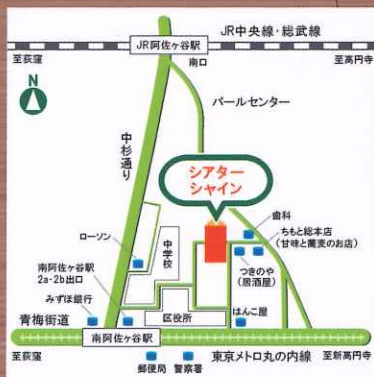 JR中央線・総武線
JR阿佐ヶ谷駅
至荻窪
南口
至高円寺
N
パールセンター
中杉通り
シアター
シャイン
歯科
ちもと総本店
(甘味と蕎麦のお店)
ローソン
中学校
つきのや
(居酒屋)
南阿佐ヶ谷駅
2a・2b出口
みずほ銀行
区役所
はんこ屋
青梅街道
至荻窪
南阿佐ヶ谷駅
東京メトロ丸の内線
至新高円寺
郵便局
警察署